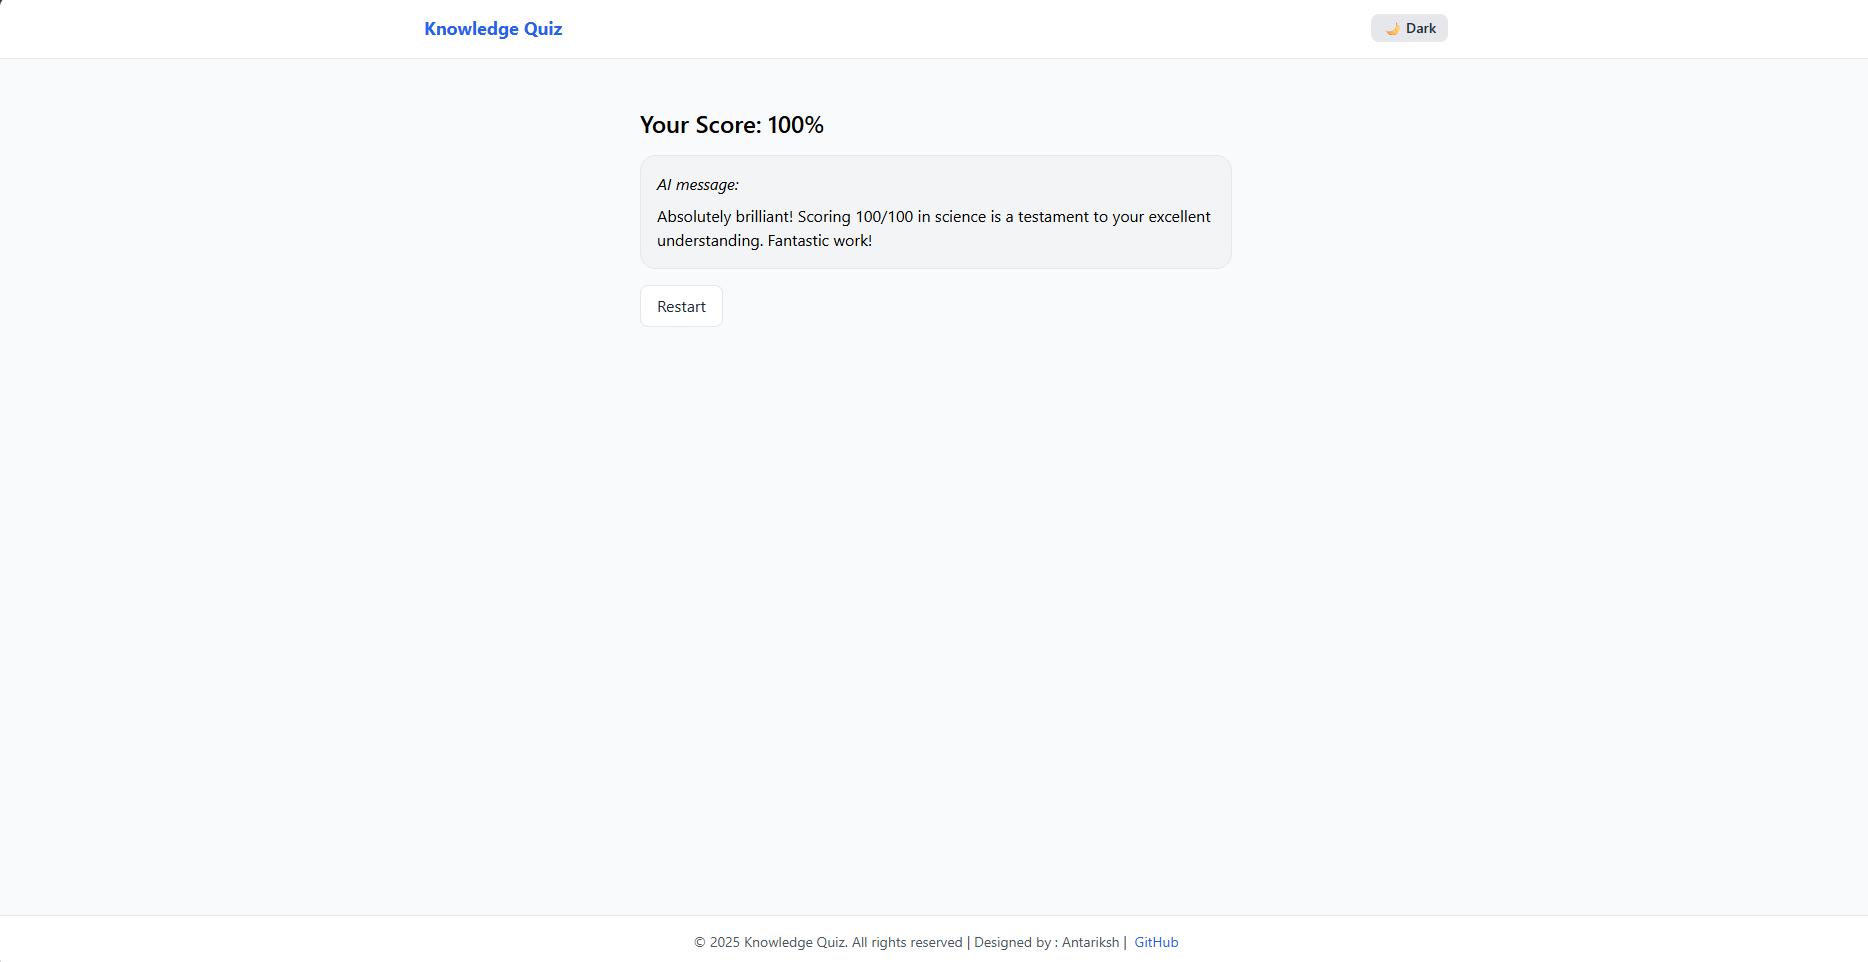 Knowledge Quiz
🌙 Dark
Your Score: 100%
AI message:
Absolutely brilliant! Scoring 100/100 in science is a testament to your excellent
understanding. Fantastic work!
Restart
© 2025 Knowledge Quiz. All rights reserved | Designed by : Antariksh | GitHub